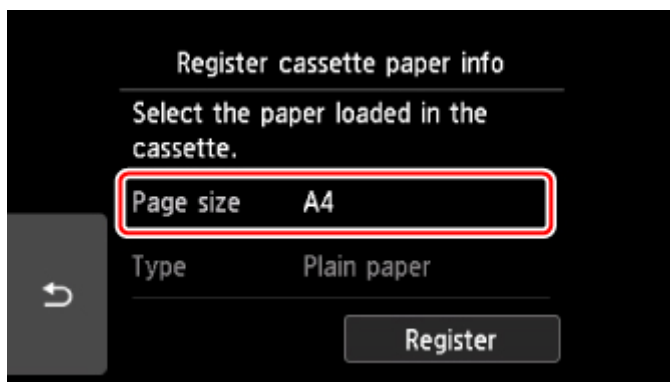 Register cassette paper info
Select the paper loaded in the
cassette.
Page size A4
Type Plain paper
Register